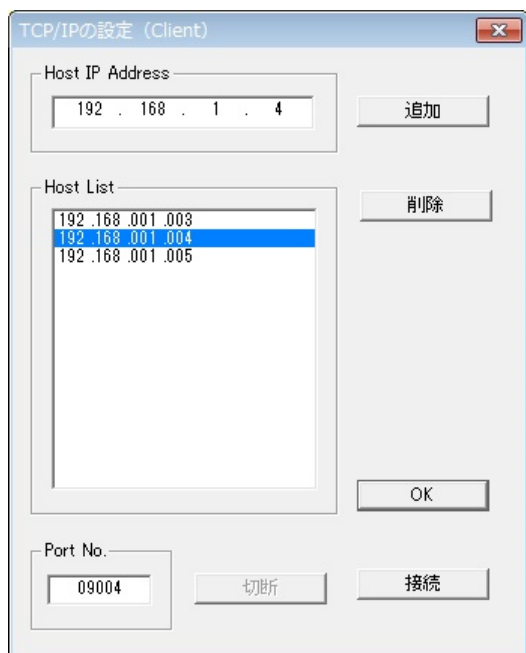 TCP/IPの設定（Client）
Host IP Address
192 . 168 . 1 . 4
追加
Host List
192 .168 .001 .003
192 .168 .001 .004
192 .168 .001 .005
削除
OK
Port No.
09004
切断
接続